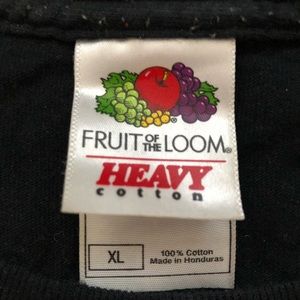 FRUIT OF THE LOOM®
HEAVY
cotton
XL
100% Cotton
Made in Honduras